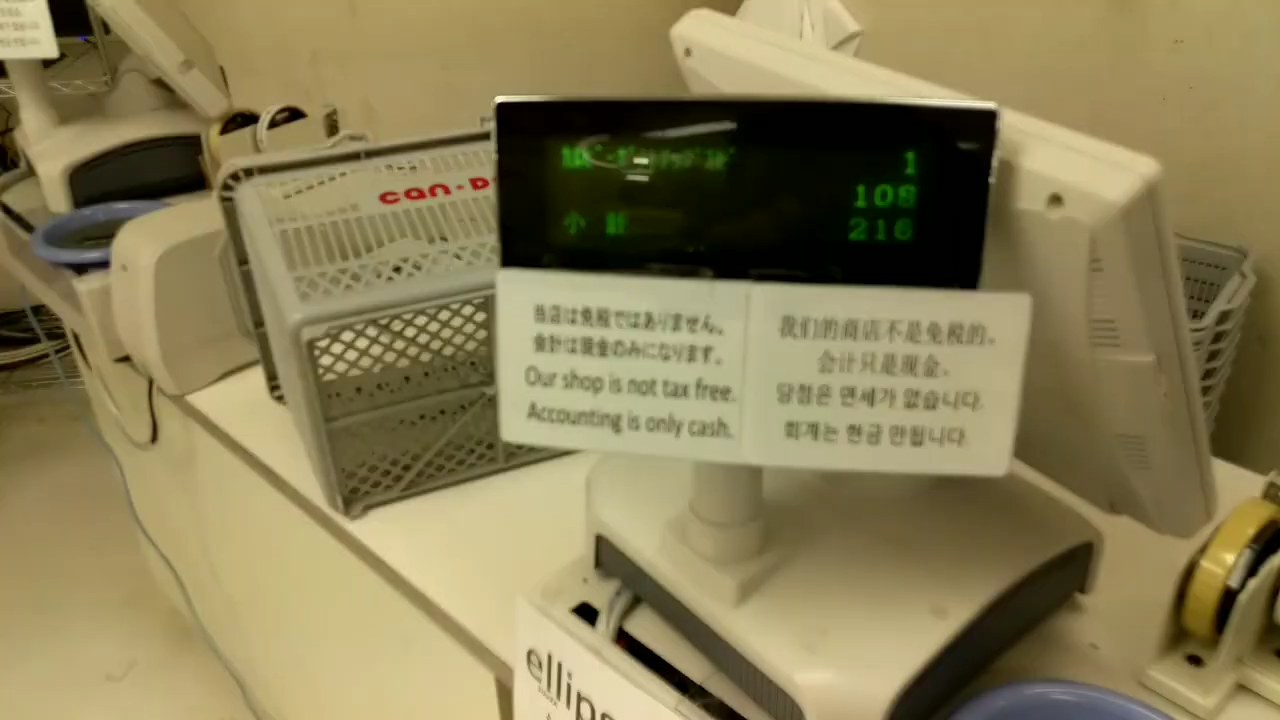 can·D
1
108
小計 216
当店は免税ではありません。
会計は現金のみになります。
Our shop is not tax free.
Accounting is only cash.
我们的商店不是免税的。
会计只是现金.
당점은 면세가 없습니다.
회계는 현금 만됩니다.
ellips